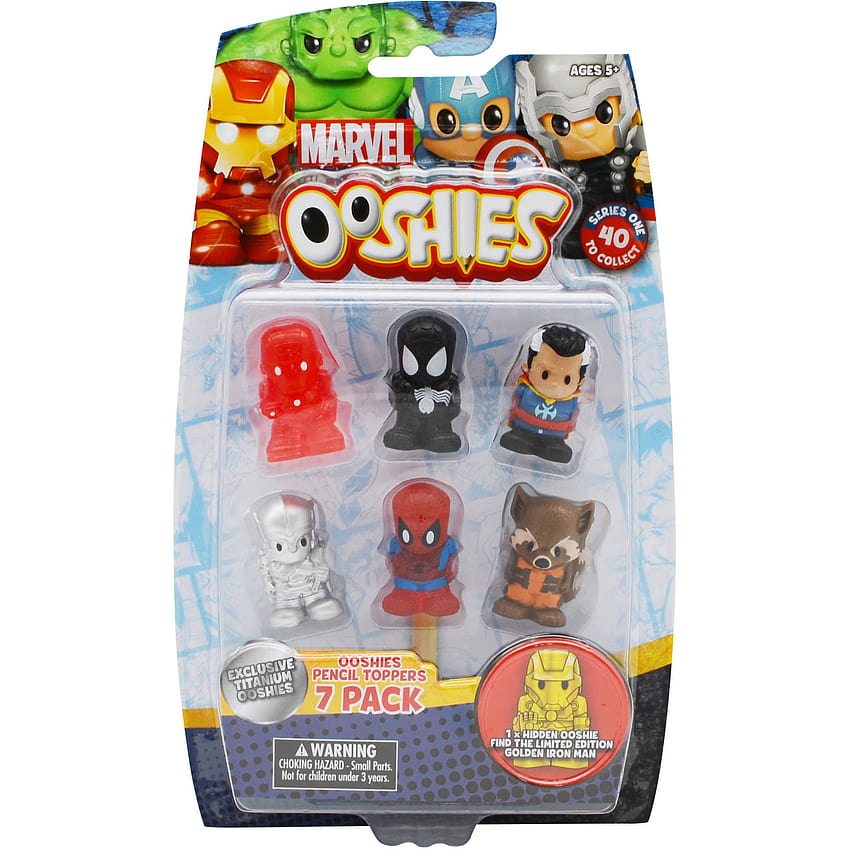 AGES 5+
MARVEL
OOSHIES
SERIES ONE
40
TO COLLECT
EXCLUSIVE
TITANIUM
OOSHIES
OOSHIES
PENCIL TOPPERS
7 PACK
1 x HIDDEN OOSHIE
FIND THE LIMITED EDITION
GOLDEN IRON MAN
⚠ WARNING
CHOKING HAZARD - Small Parts.
Not for children under 3 years.